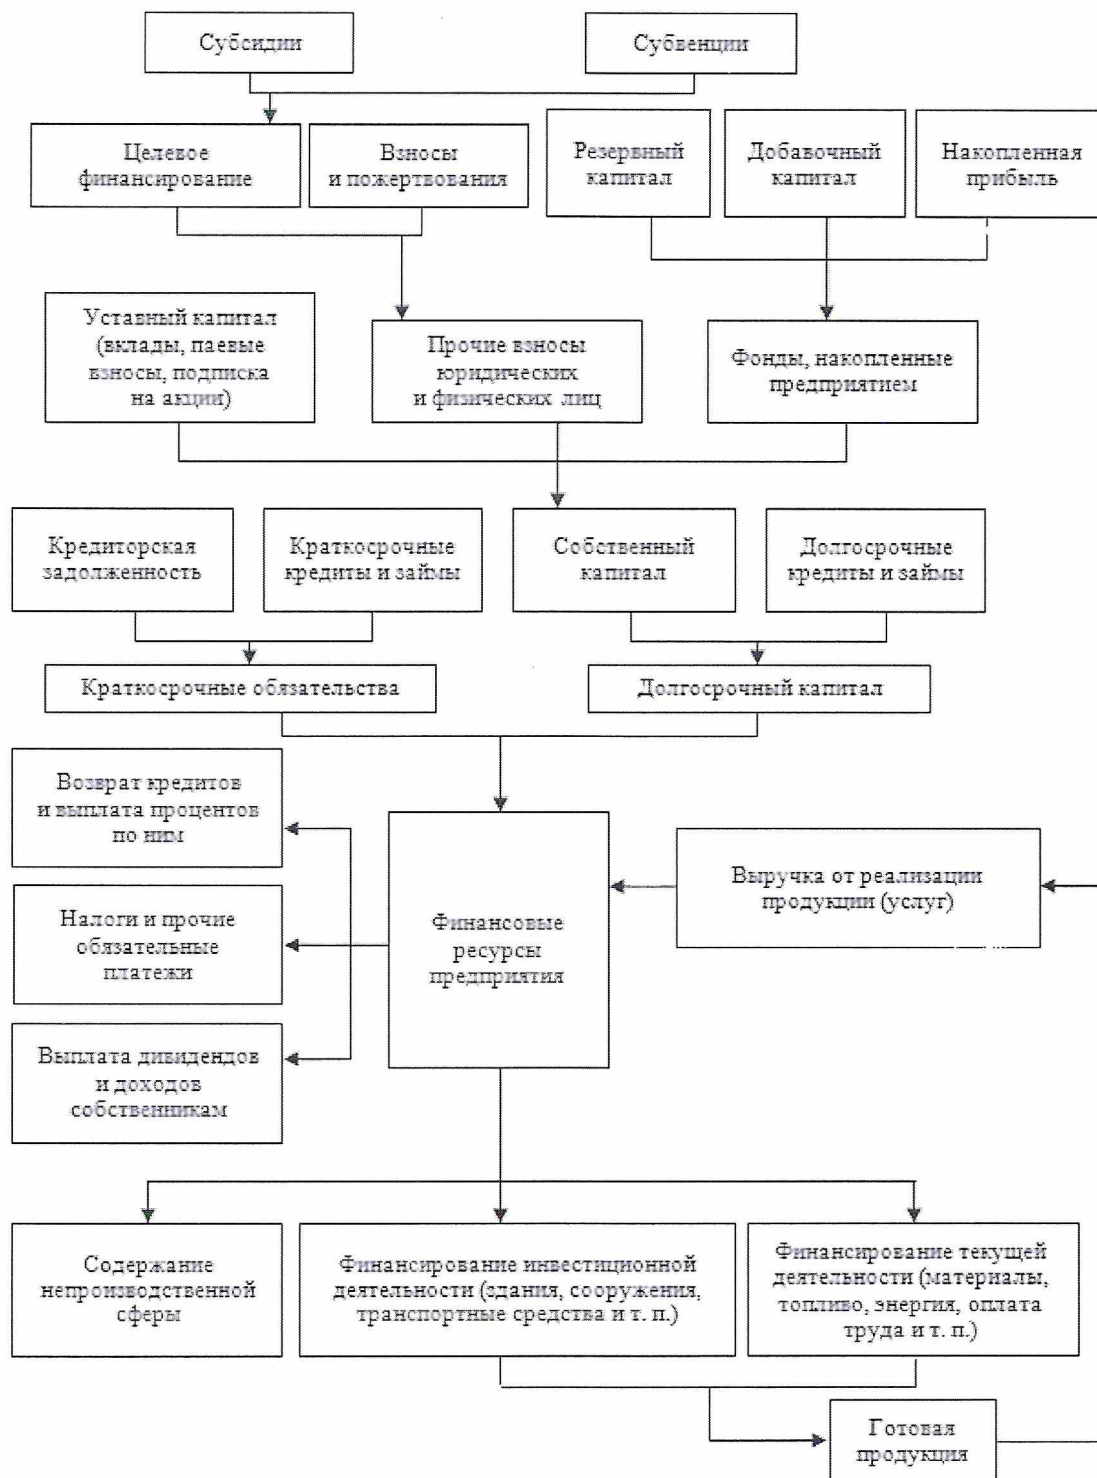 Субсидии
Субвенции
Целевое
финансирование
Взносы
и пожертвования
Резервный
капитал
Добавочный
капитал
Накопленная
прибыль
Уставный капитал
(вклады, паевые
взносы, подписка
на акции)
Прочие взносы
юридических
и физических лиц
Фонды, накопленные
предприятием
Кредиторская
задолженность
Краткосрочные
кредиты и займы
Собственный
капитал
Долгосрочные
кредиты и займы
Краткосрочные обязательства
Долгосрочный капитал
Возврат кредитов
и выплата процентов
по ним
Налоги и прочие
обязательные
платежи
Выплата дивидендов
и доходов
собственникам
Финансовые
ресурсы
предприятия
Выручка от реализации
продукции (услуг)
Содержание
непроизводственной
сферы
Финансирование инвестиционной
деятельности (здания, сооружения,
транспортные средства и т. п.)
Финансирование текущей
деятельности (материалы,
топливо, энергия, оплата
труда и т. п.)
Готовая
продукция